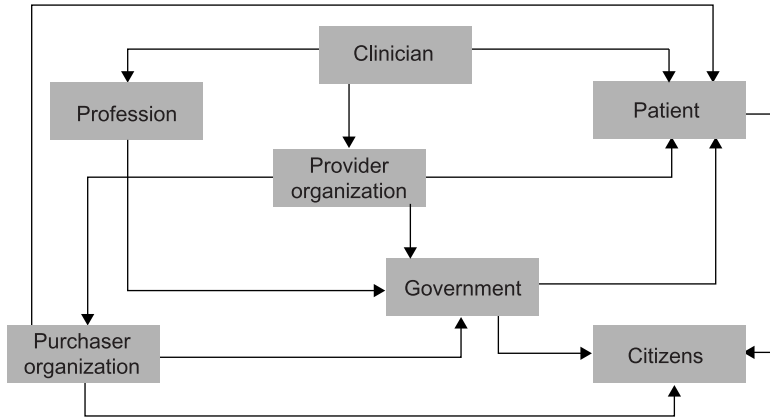 Clinician
Profession
Patient
Provider
organization
Government
Purchaser
organization
Citizens